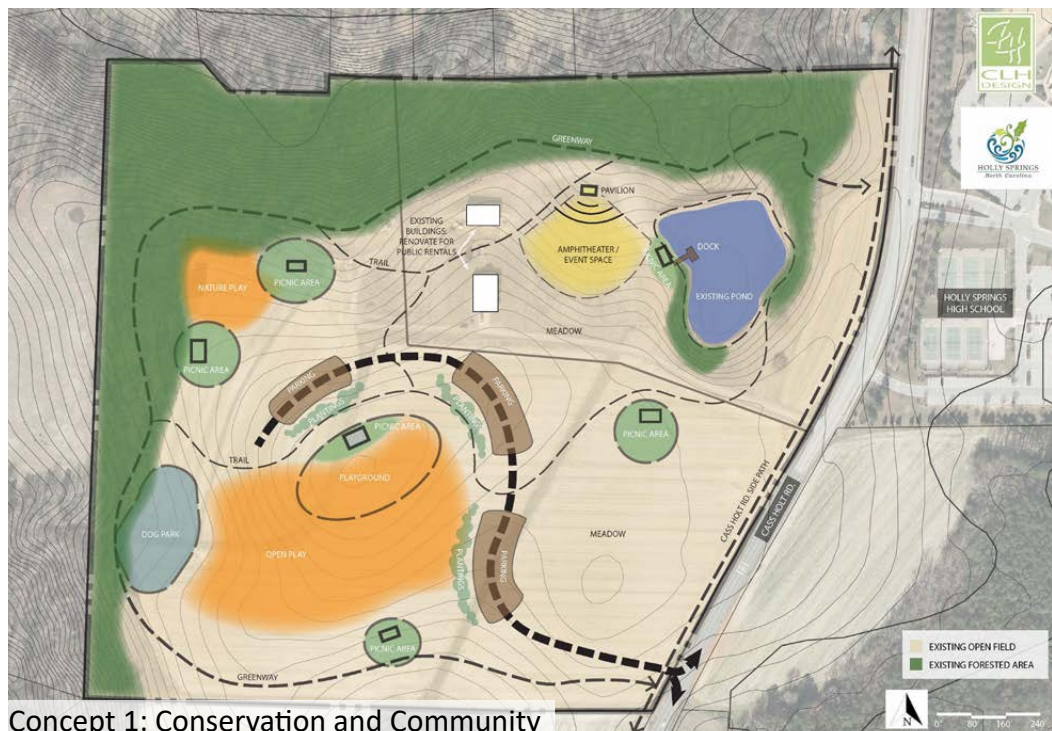 CLH
DESIGN
HOLLY SPRINGS
North Carolina
GREENWAY
PAVILION
EXISTING
BUILDINGS:
RENOVATE FOR
PUBLIC RENTALS
AMPHITHEATER /
EVENT SPACE
DOCK
PICNIC AREA
EXISTING POND
TRAIL
PICNIC AREA
NATURE PLAY
HOLLY SPRINGS
HIGH SCHOOL
MEADOW
PICNIC AREA
PARKING
PARKING
PLANTINGS
PLANTINGS
PICNIC AREA
PICNIC AREA
TRAIL
PLAYGROUND
CASS HOLT RD. SIDE PATH
CASS HOLT RD.
DOG PARK
OPEN PLAY
MEADOW
PARKING
PLANTINGS
PICNIC AREA
GREENWAY
EXISTING OPEN FIELD
EXISTING FORESTED AREA
N
0' 80' 160' 240'
Concept 1: Conservation and Community